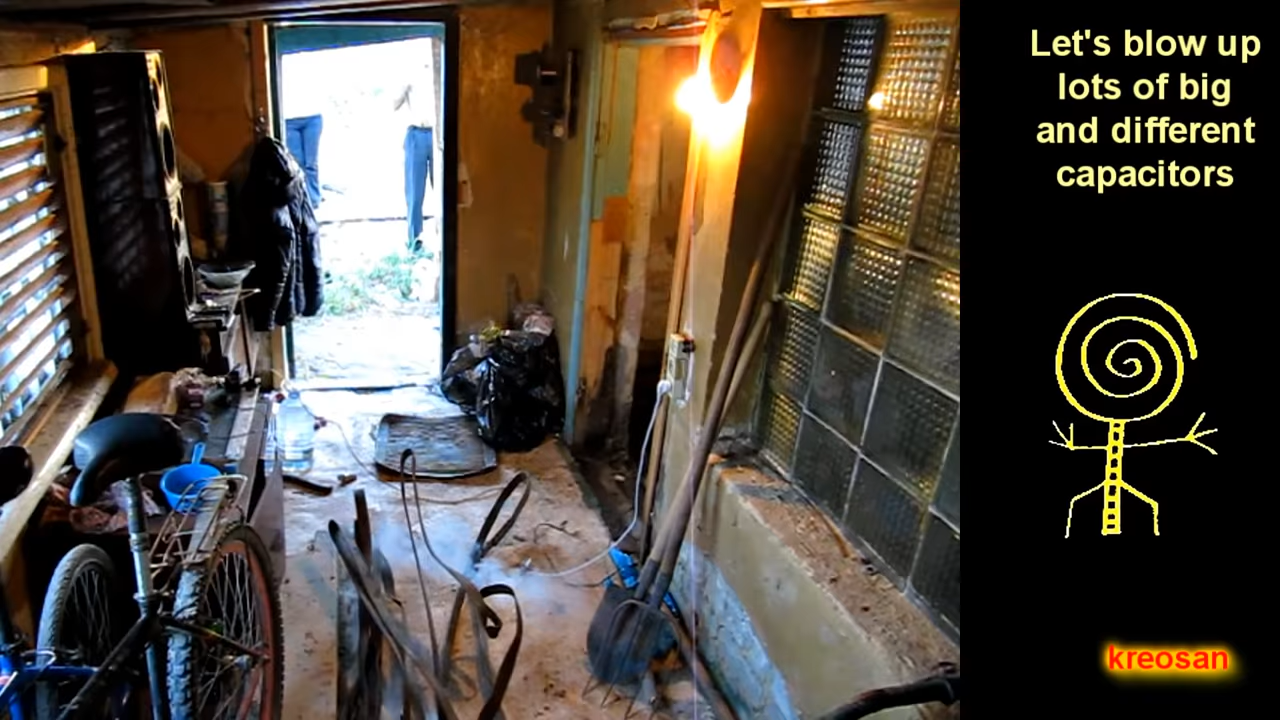 Let's blow up
lots of big
and different
capacitors
kreosan